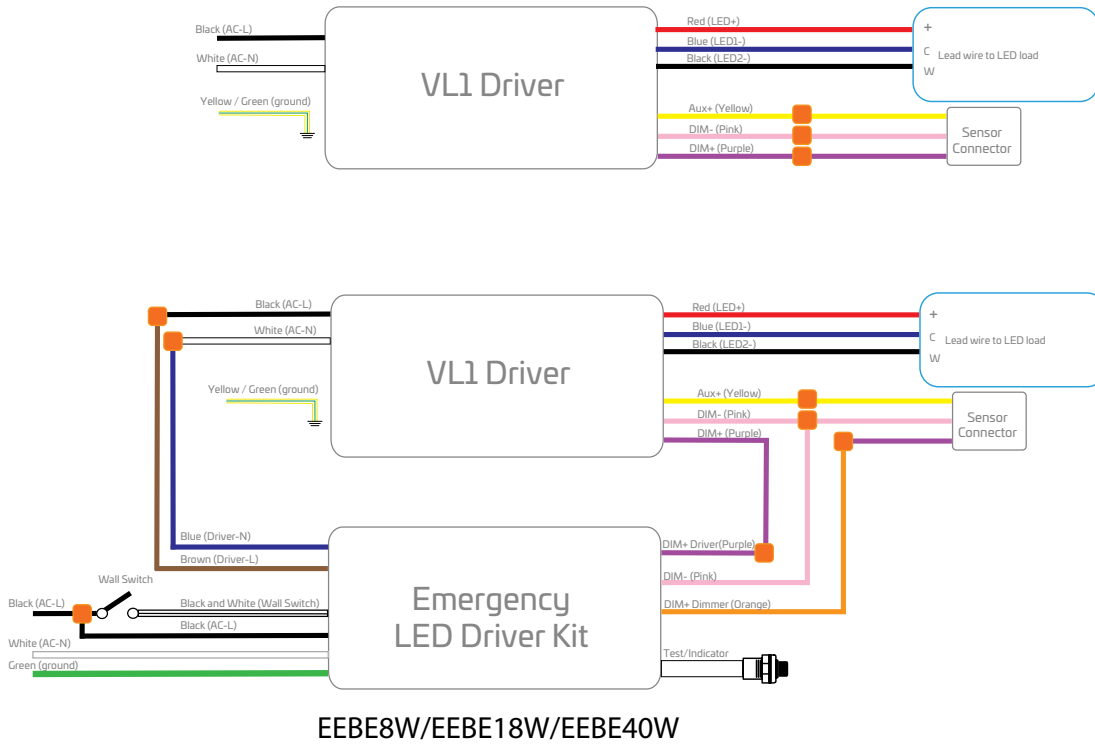 Black (AC-L)
White (AC-N)
Yellow / Green (ground)
VL1 Driver
Red (LED+)
Blue (LED1-)
Black (LED2-)
+
C
W
Lead wire to LED load
Aux+ (Yellow)
DIM- (Pink)
DIM+ (Purple)
Sensor
Connector
Black (AC-L)
White (AC-N)
Yellow / Green (ground)
VL1 Driver
Red (LED+)
Blue (LED1-)
Black (LED2-)
+
C
W
Lead wire to LED load
Aux+ (Yellow)
DIM- (Pink)
DIM+ (Purple)
Sensor
Connector
Blue (Driver-N)
Brown (Driver-L)
Wall Switch
Black (AC-L)
Black and White (Wall Switch)
Black (AC-L)
White (AC-N)
Green (ground)
Emergency
LED Driver Kit
DIM+ Driver(Purple)
DIM- (Pink)
DIM+ Dimmer (Orange)
Test/Indicator
EEBE8W/EEBE18W/EEBE40W